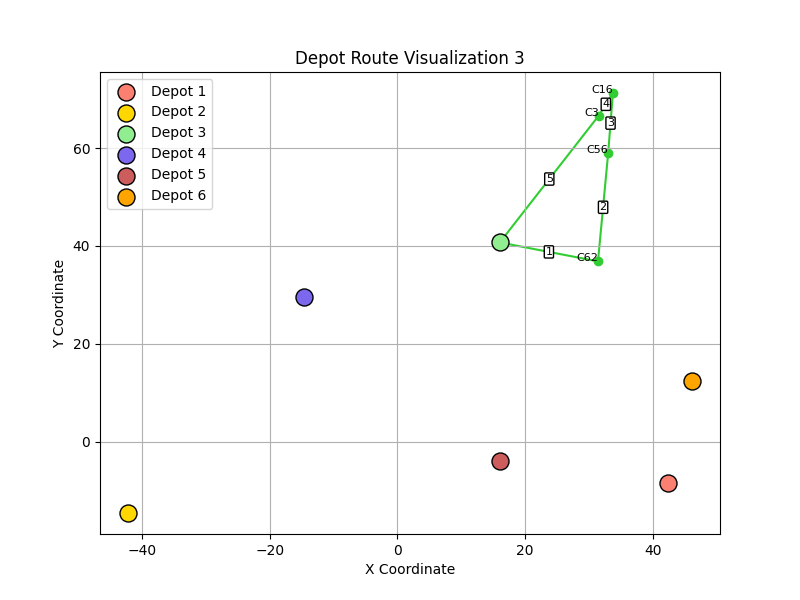 Depot Route Visualization 3
Depot 1
Depot 2
Depot 3
Depot 4
Depot 5
Depot 6
C16
4
C3
3
C56
5
2
1
C62
60
40
20
0
Y Coordinate
−40
−20
0
20
40
X Coordinate